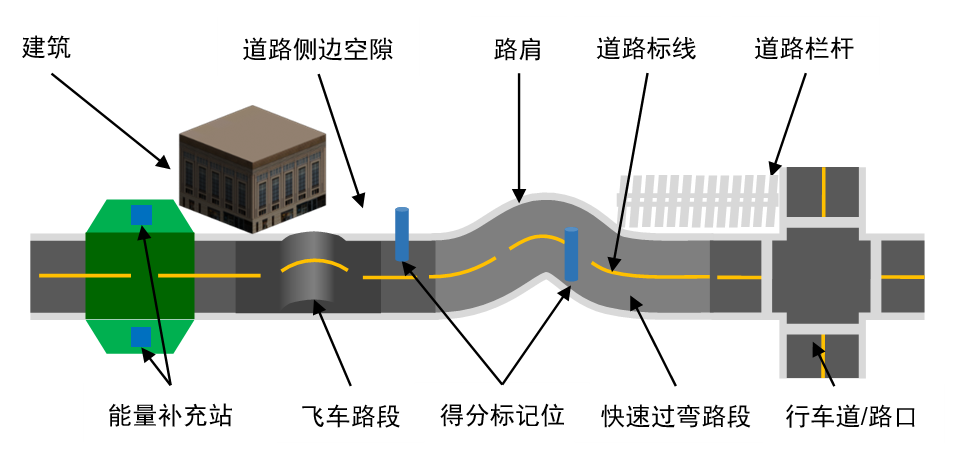 建筑
道路侧边空隙
路肩
道路标线
道路栏杆
能量补充站
飞车路段
得分标记位
快速过弯路段
行车道/路口